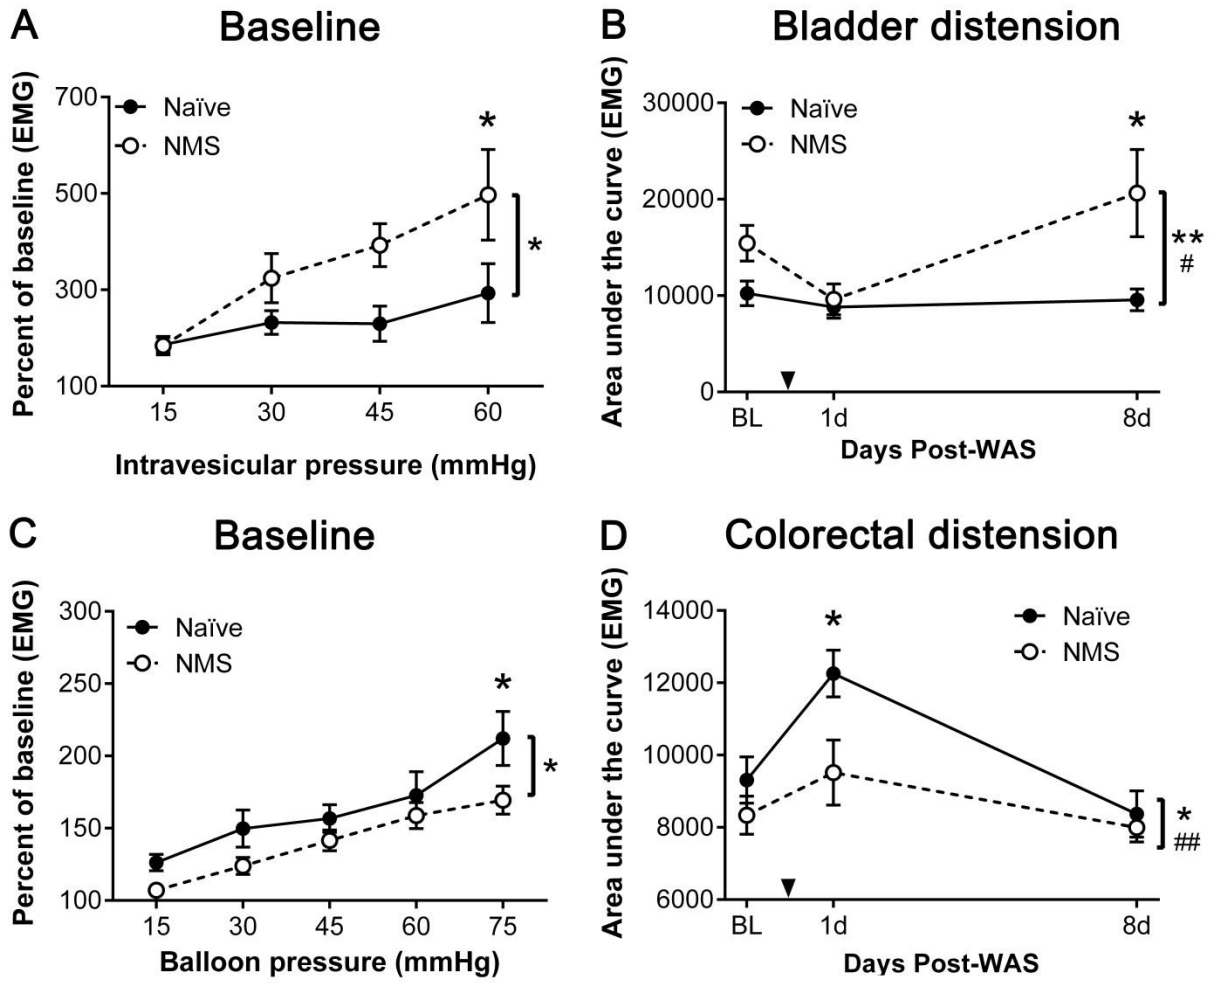 A
Baseline
Percent of baseline (EMG)
700
500
300
100
Naïve
NMS
*
*
15 30 45 60
Intravesicular pressure (mmHg)
B
Bladder distension
Area under the curve (EMG)
30000
20000
10000
0
Naïve
NMS
*
**
#
BL 1d 8d
Days Post-WAS
C
Baseline
Percent of baseline (EMG)
300
250
200
150
100
Naïve
NMS
*
*
15 30 45 60 75
Balloon pressure (mmHg)
D
Colorectal distension
Area under the curve (EMG)
14000
12000
10000
8000
6000
Naïve
NMS
*
*
##
BL 1d 8d
Days Post-WAS